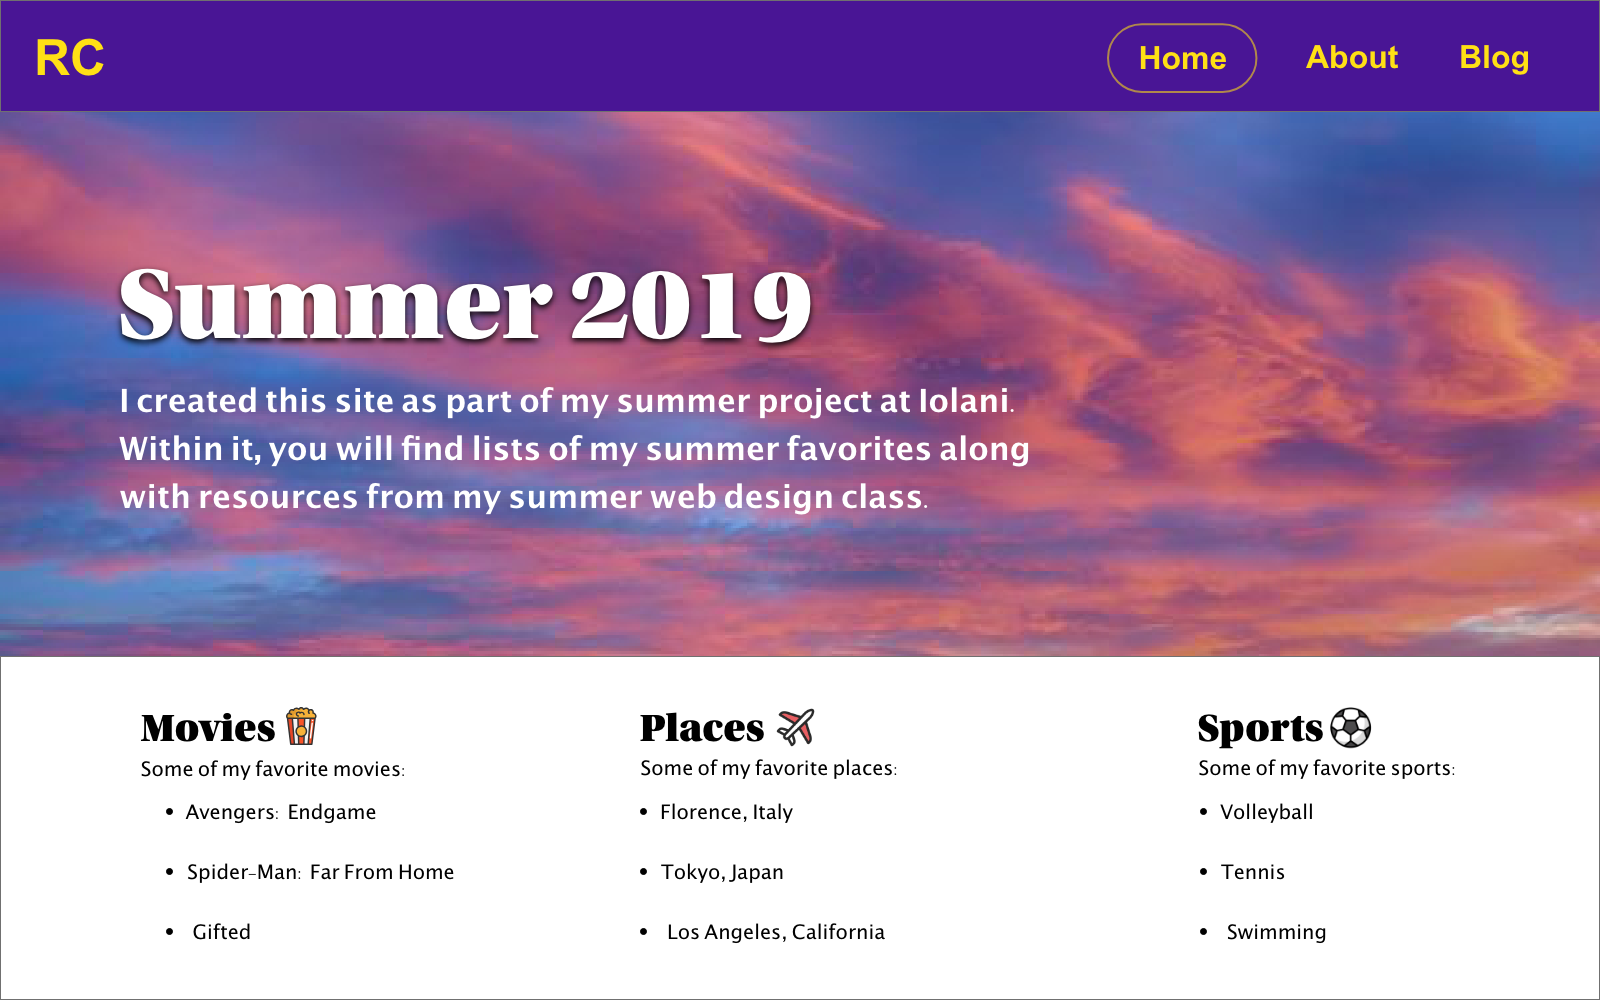 RC
Home About Blog
Summer 2019
I created this site as part of my summer project at Iolani.
Within it, you will find lists of my summer favorites along
with resources from my summer web design class.
Movies
Some of my favorite movies:
• Avengers: Endgame
• Spider-Man: Far From Home
• Gifted
Places
Some of my favorite places:
• Florence, Italy
• Tokyo, Japan
• Los Angeles, California
Sports
Some of my favorite sports:
• Volleyball
• Tennis
• Swimming